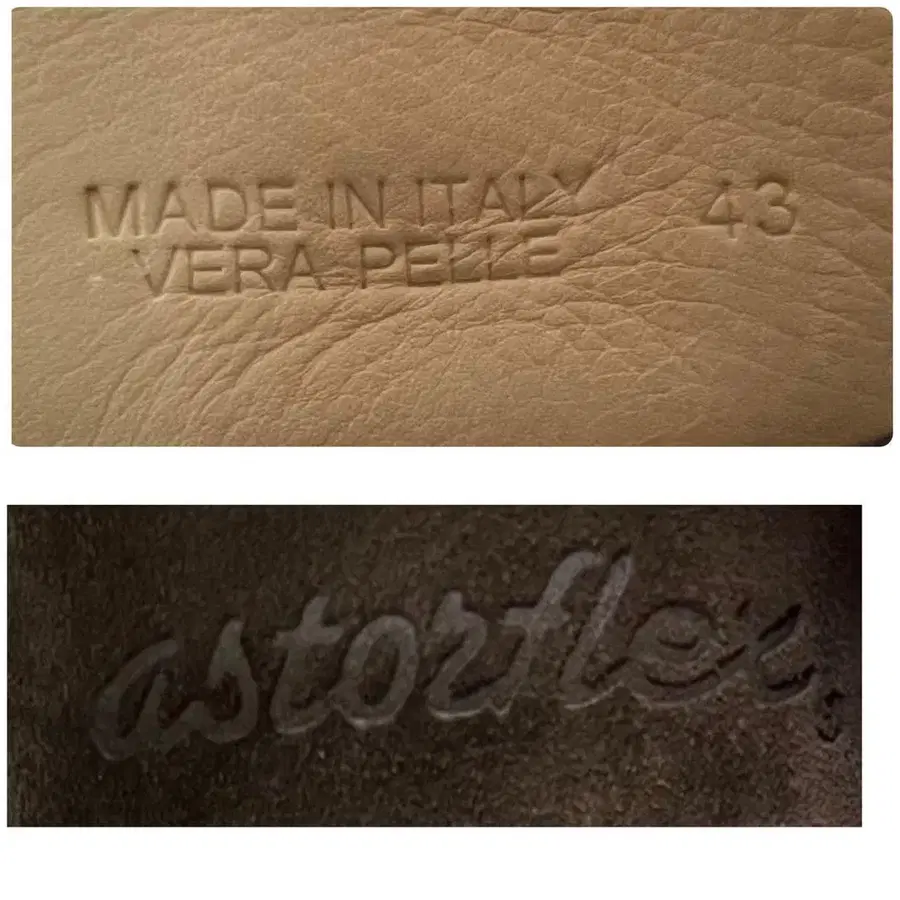 MADE IN ITALY 43
VERA PELLE
astorflex